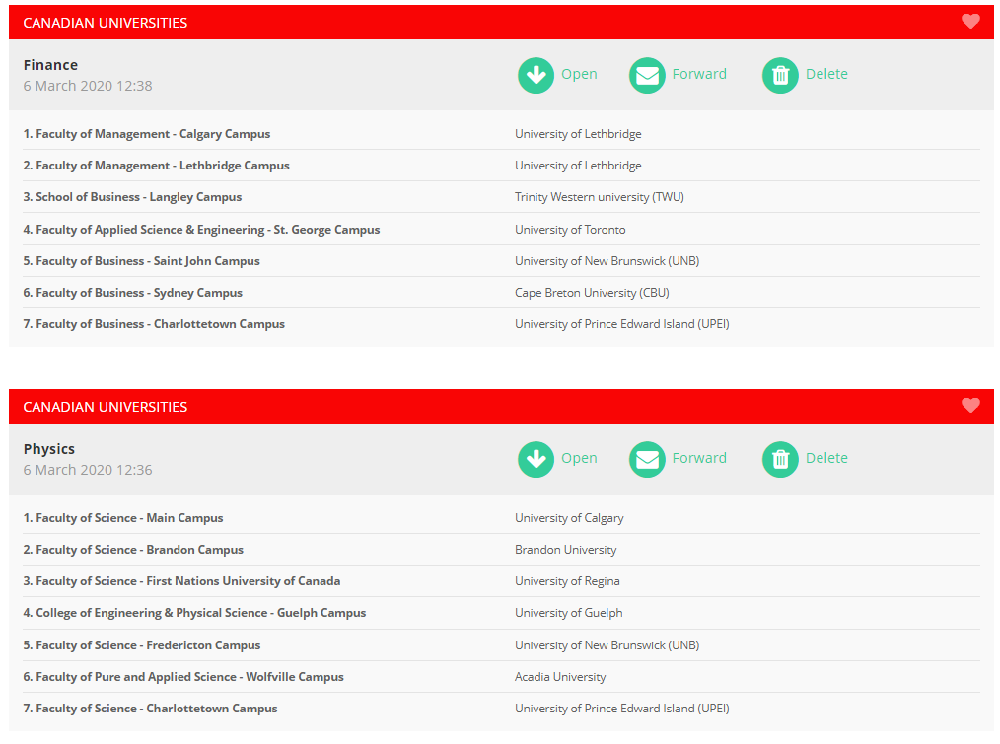 CANADIAN UNIVERSITIES
Finance
6 March 2020 12:38
Open Forward Delete
1. Faculty of Management - Calgary Campus University of Lethbridge
2. Faculty of Management - Lethbridge Campus University of Lethbridge
3. School of Business - Langley Campus Trinity Western university (TWU)
4. Faculty of Applied Science & Engineering - St. George Campus University of Toronto
5. Faculty of Business - Saint John Campus University of New Brunswick (UNB)
6. Faculty of Business - Sydney Campus Cape Breton University (CBU)
7. Faculty of Business - Charlottetown Campus University of Prince Edward Island (UPEI)
CANADIAN UNIVERSITIES
Physics
6 March 2020 12:36
Open Forward Delete
1. Faculty of Science - Main Campus University of Calgary
2. Faculty of Science - Brandon Campus Brandon University
3. Faculty of Science - First Nations University of Canada University of Regina
4. College of Engineering & Physical Science - Guelph Campus University of Guelph
5. Faculty of Science - Fredericton Campus University of New Brunswick (UNB)
6. Faculty of Pure and Applied Science - Wolfville Campus Acadia University
7. Faculty of Science - Charlottetown Campus University of Prince Edward Island (UPEI)